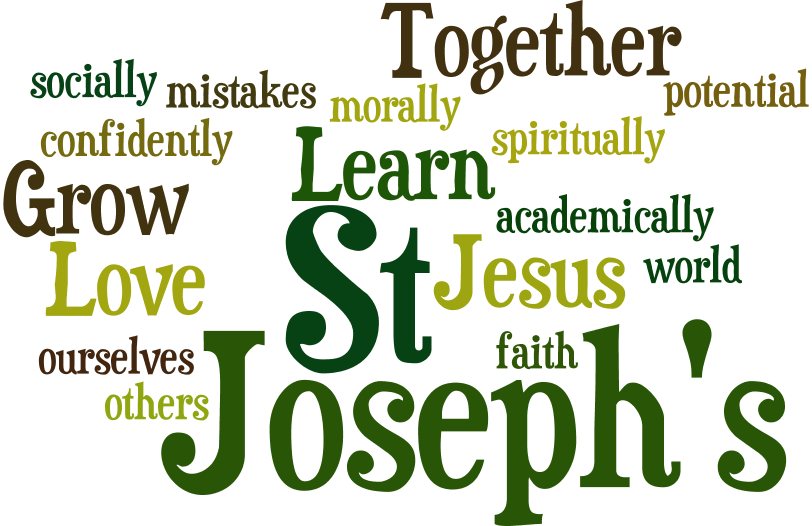 Together
socially
mistakes
morally
potential
confidently
spiritually
Learn
Grow
academically
St
Love
Jesus
world
ourselves
faith
others
Joseph's